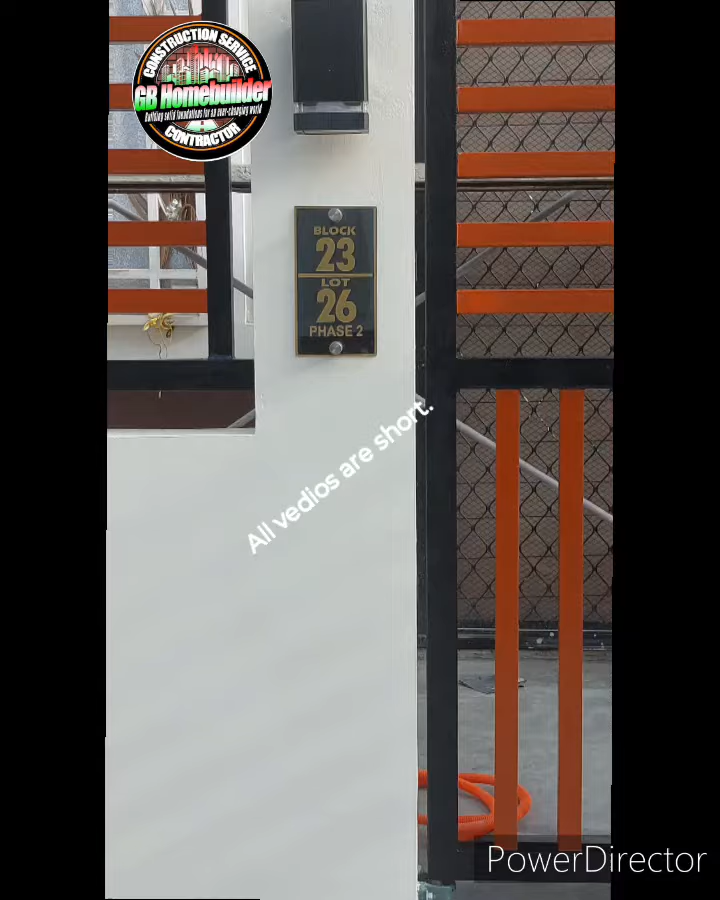 CONSTRUCTION SERVICE
GB Homebuilder
Building solid foundations for an ever-changing world
CONTRACTOR
BLOCK
23
LOT
26
PHASE 2
All vedios are short.
PowerDirector